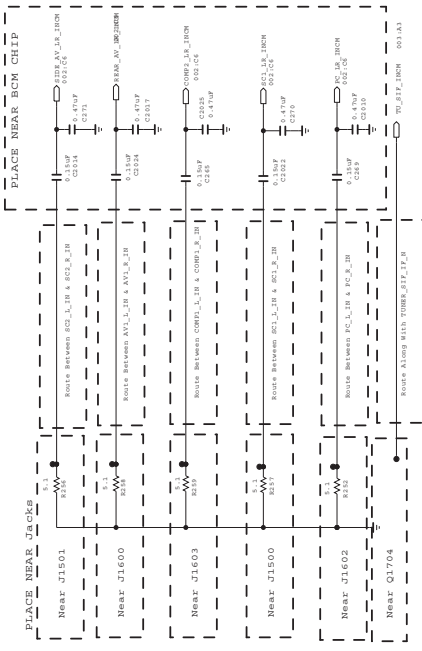 PLACE NEAR BCM CHIP
PLACE NEAR Jacks
Near J1501
5.1
R256
Route Between SC2_L_IN & SC2_R_IN
0.15uF
C2014
0.47uF
C271
SIDE_AV_LR_INCM
002:C6
Near J1600
5.1
R258
Route Between AV1_L_IN & AV1_R_IN
0.15uF
C2024
0.47uF
C2017
Near J1603
5.1
R259
Route Between COMP1_L_IN & COMP1_R_IN
0.15uF
C265
C2025
0.47uF
COMP2_LR_INCM
002:C6
Near J1500
5.1
R257
Route Between SC1_L_IN & SC1_R_IN
0.15uF
C2022
0.47uF
C270
SC1_LR_INCM
002:C6
Near J1602
5.1
R252
Route Between PC_L_IN & PC_R_IN
0.15uF
C269
0.47uF
C2010
PC_LR_INCM
002:C6
Near Q1704
Route Along With TUNER_SIF_IF_N
TU_SIF_INCM
003:A3